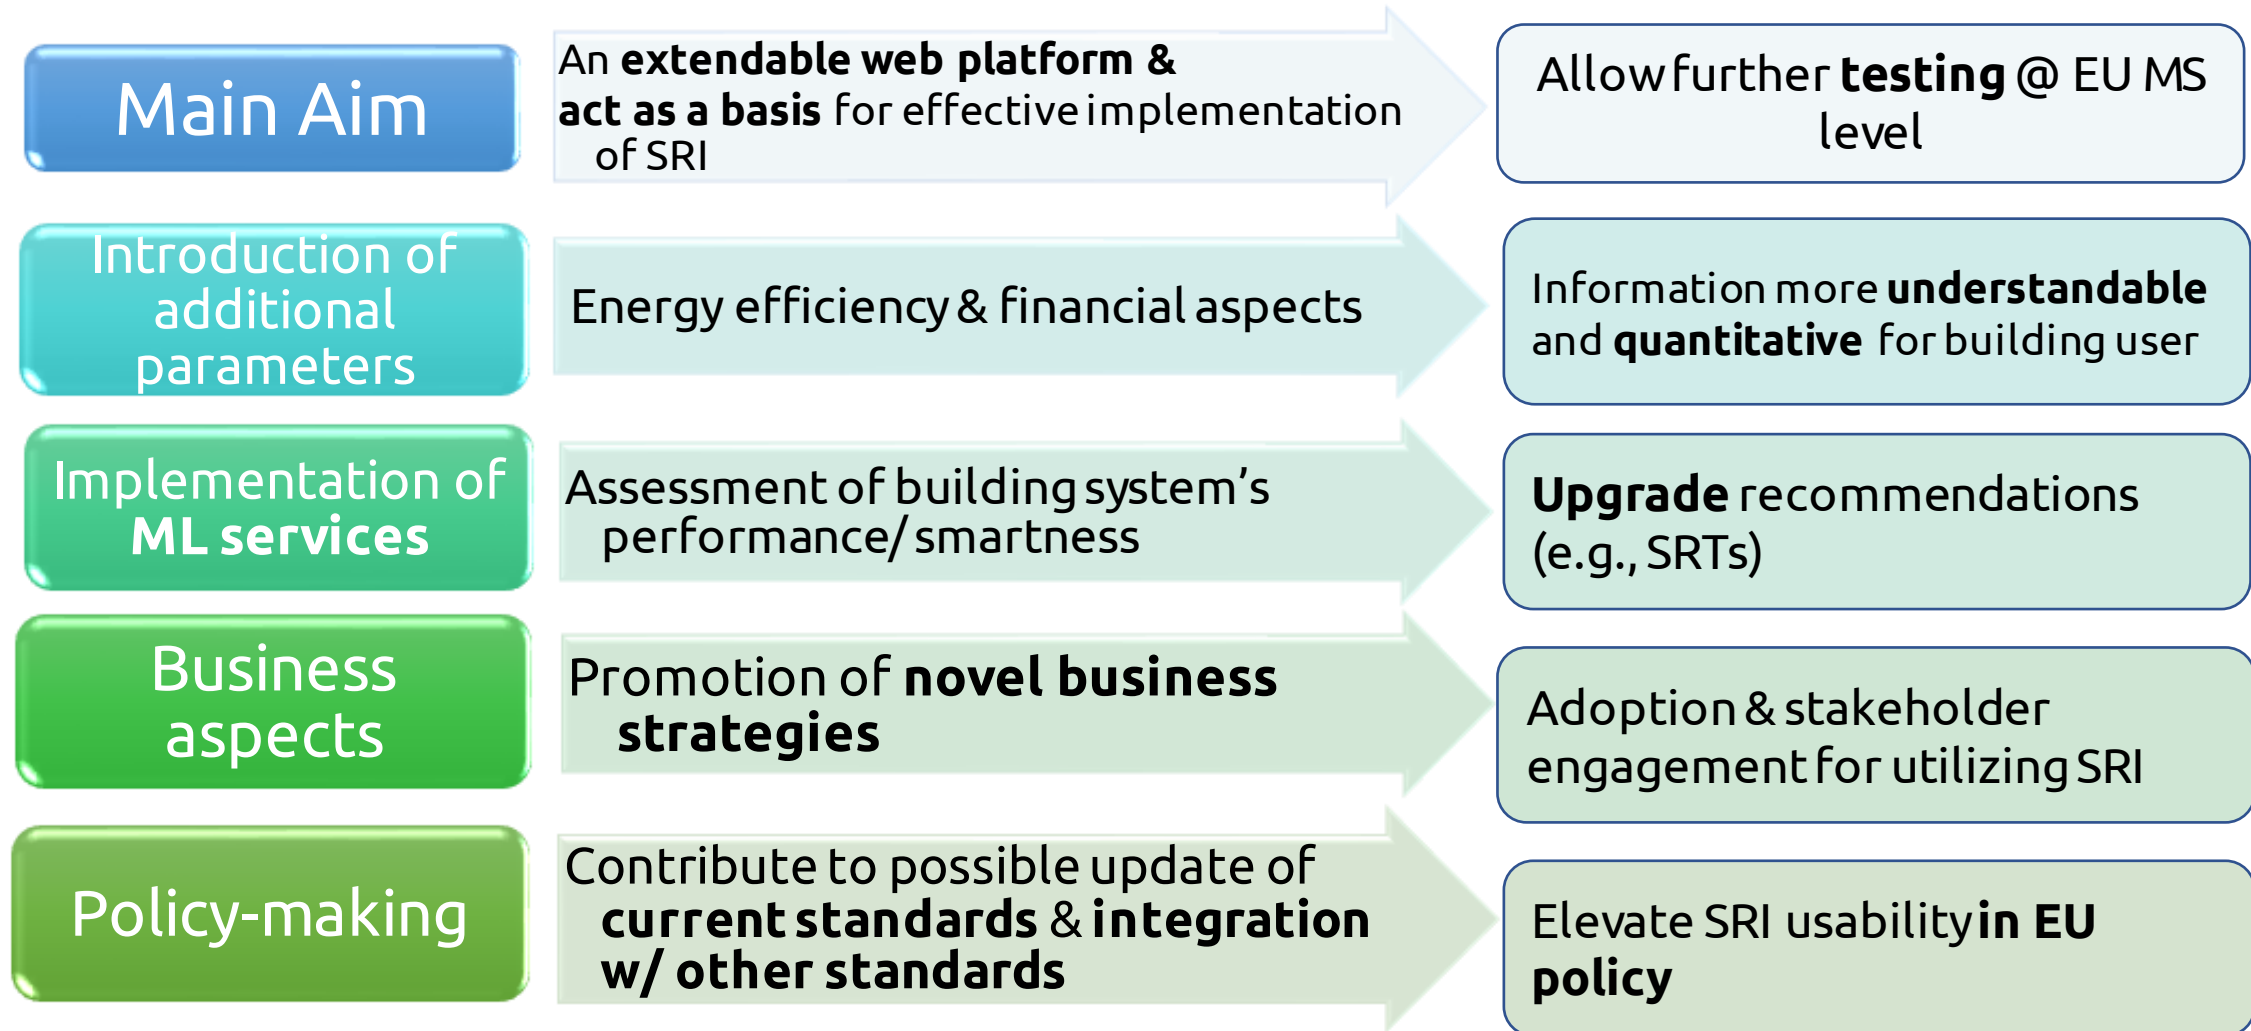 Main Aim
An extendable web platform &
act as a basis for effective implementation
of SRI
Allow further testing @ EU MS
level
Introduction of
additional
parameters
Energy efficiency & financial aspects
Information more understandable
and quantitative for building user
Implementation of
ML services
Assessment of building system’s
performance/ smartness
Upgrade recommendations
(e.g., SRTs)
Business
aspects
Promotion of novel business
strategies
Adoption & stakeholder
engagement for utilizing SRI
Policy-making
Contribute to possible update of
current standards & integration
w/ other standards
Elevate SRI usability in EU
policy